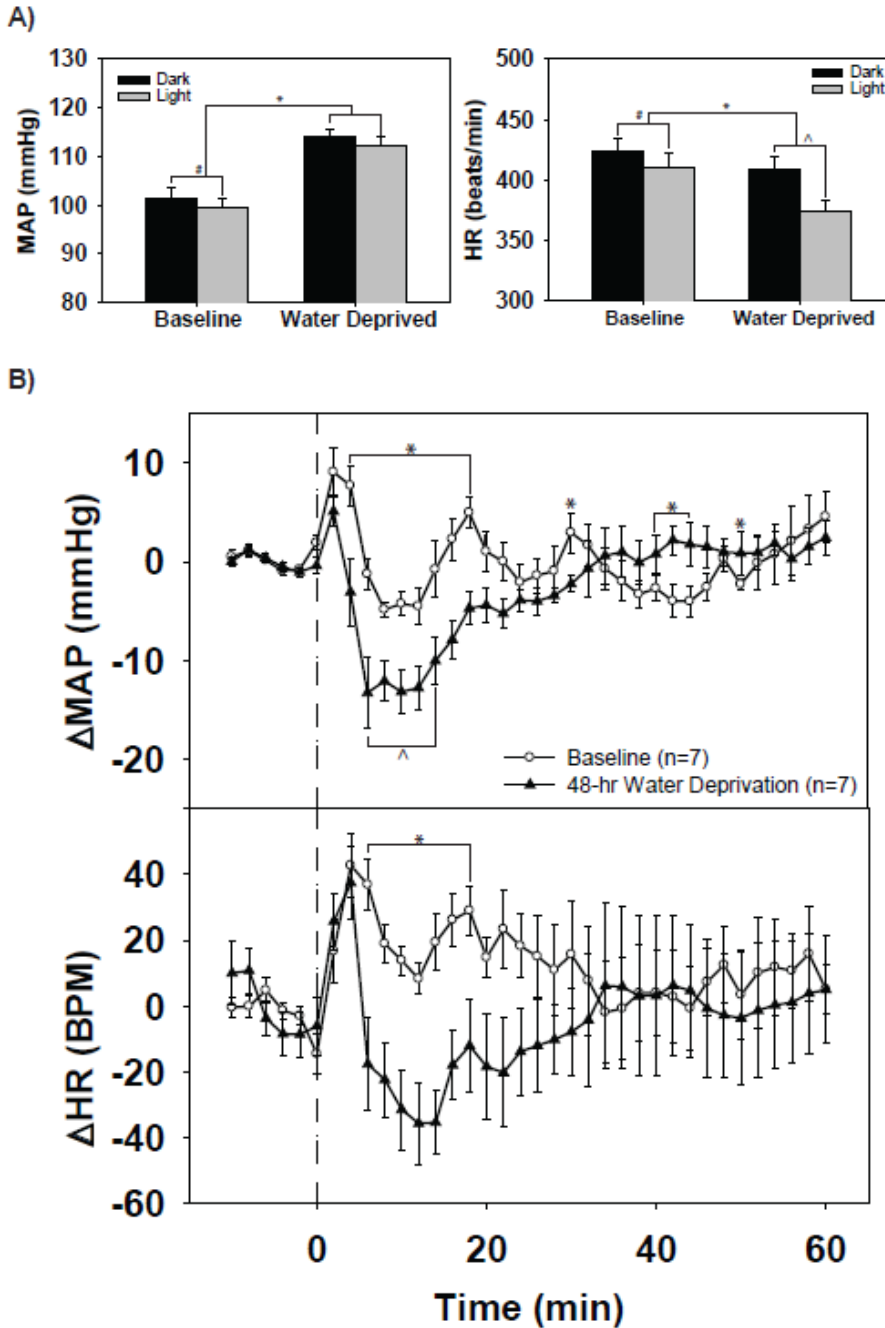 A)
130
120
110
100
90
80
MAP (mmHg)
Dark
Light
*
#
Baseline
Water Deprived
500
450
400
350
300
HR (beats/min)
Dark
Light
#
*
^
Baseline
Water Deprived
B)
10
0
-10
-20
ΔMAP (mmHg)
*
*
*
*
^
Baseline (n=7)
48-hr Water Deprivation (n=7)
40
20
0
-20
-40
-60
ΔHR (BPM)
*
0
20
40
60
Time (min)